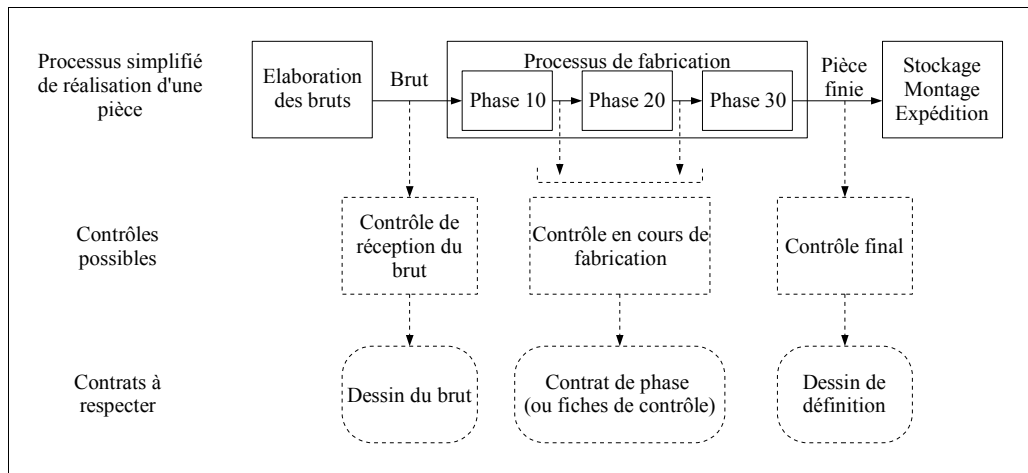 Processus simplifié
de réalisation d'une
pièce
Elaboration
des bruts
Brut
Processus de fabrication
Phase 10
Phase 20
Phase 30
Pièce
finie
Stockage
Montage
Expédition
Contrôles
possibles
Contrôle de
réception du
brut
Contrôle en cours de
fabrication
Contrôle final
Contrats à
respecter
Dessin du brut
Contrat de phase
(ou fiches de contrôle)
Dessin de
définition